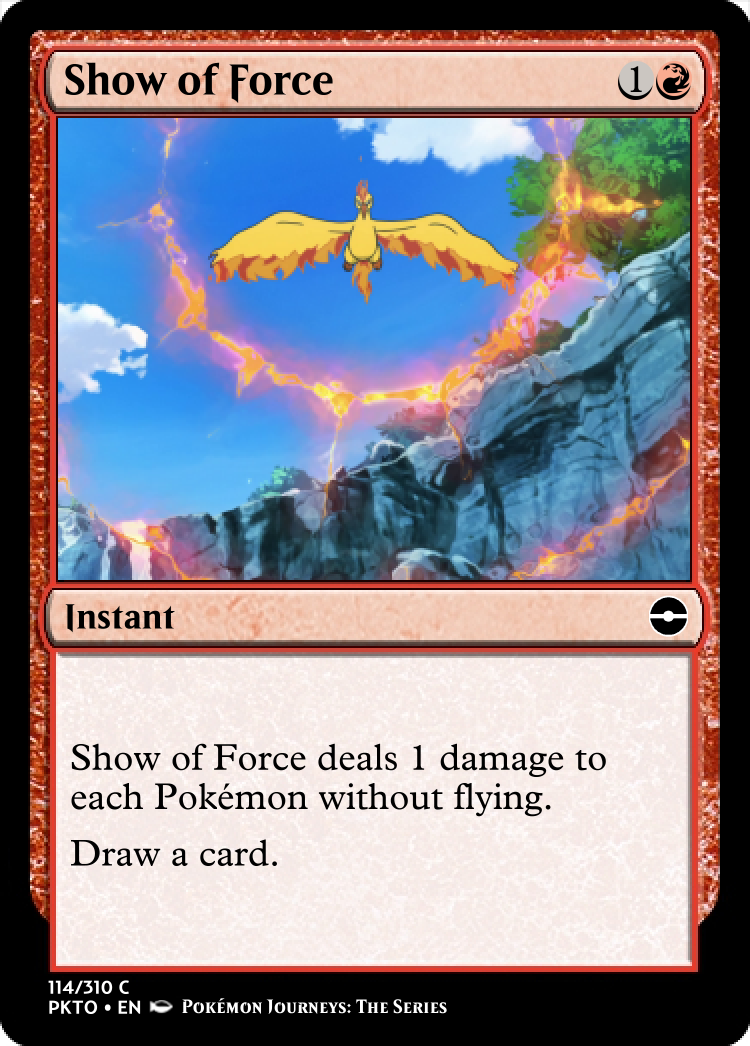 Show of Force 1
Instant
Show of Force deals 1 damage to
each Pokémon without flying.
Draw a card.
114/310 C
PKTO • EN Pokémon Journeys: The Series